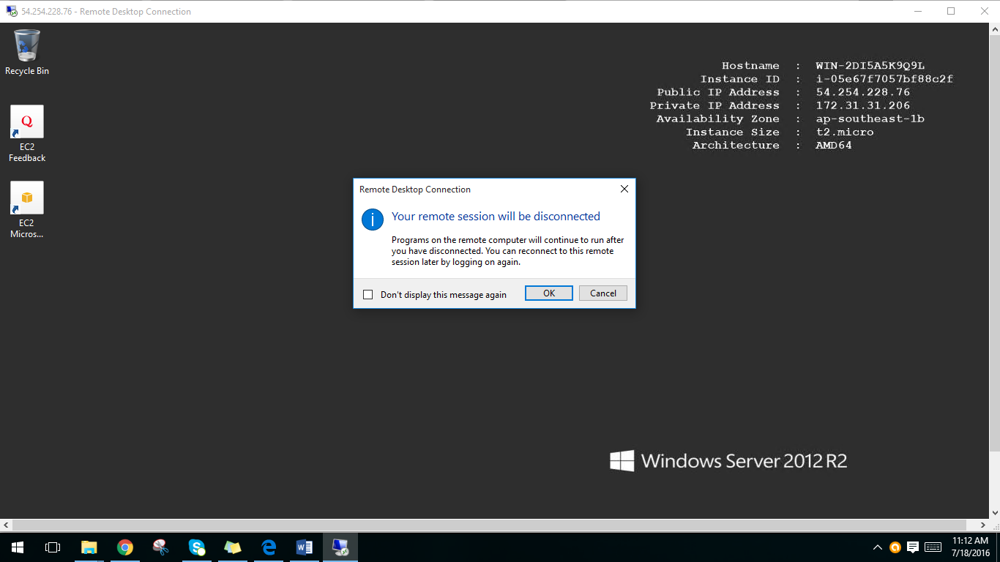 54.254.228.76 - Remote Desktop Connection
Recycle Bin
Hostname : WIN-2DI5A5K9Q9L
Instance ID : i-05e67f7057bf88c2f
Public IP Address : 54.254.228.76
Private IP Address : 172.31.31.206
Availability Zone : ap-southeast-1b
Instance Size : t2.micro
Architecture : AMD64
Q
EC2
Feedback
EC2
Micros...
Remote Desktop Connection
Your remote session will be disconnected
Programs on the remote computer will continue to run after
you have disconnected. You can reconnect to this remote
session later by logging on again.
Don't display this message again
OK
Cancel
Windows Server 2012 R2
11:12 AM
7/18/2016